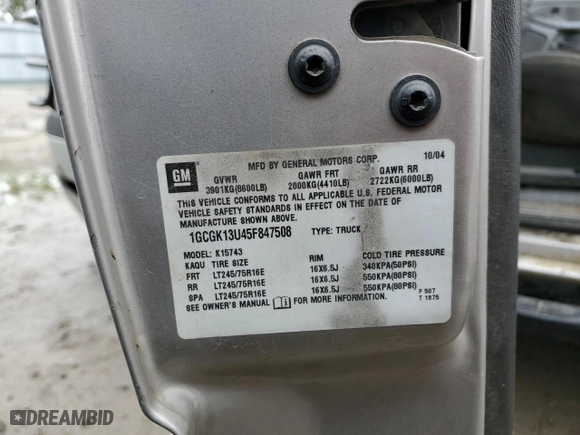 GM
MFD BY GENERAL MOTORS CORP. 10/04
GVWR GAWR FRT GAWR RR
3901KG(8600LB) 2000KG(4410LB) 2722KG(6000LB)
THIS VEHICLE CONFORMS TO ALL APPLICABLE U.S. FEDERAL MOTOR
VEHICLE SAFETY STANDARDS IN EFFECT ON THE DATE OF
MANUFACTURE SHOWN ABOVE.
1GCGK13U45F847508 TYPE: TRUCK
MODEL: K15743
KAQU TIRE SIZE RIM COLD TIRE PRESSURE
FRT LT245/75R16E 16X6.5J 340KPA(50PSI)
RR LT245/75R16E 16X6.5J 550KPA(80PSI)
SPA LT245/75R16E 16X6.5J 550KPA(80PSI)
SEE OWNER'S MANUAL FOR MORE INFORMATION.
F 507
T 1875
DREAMBID